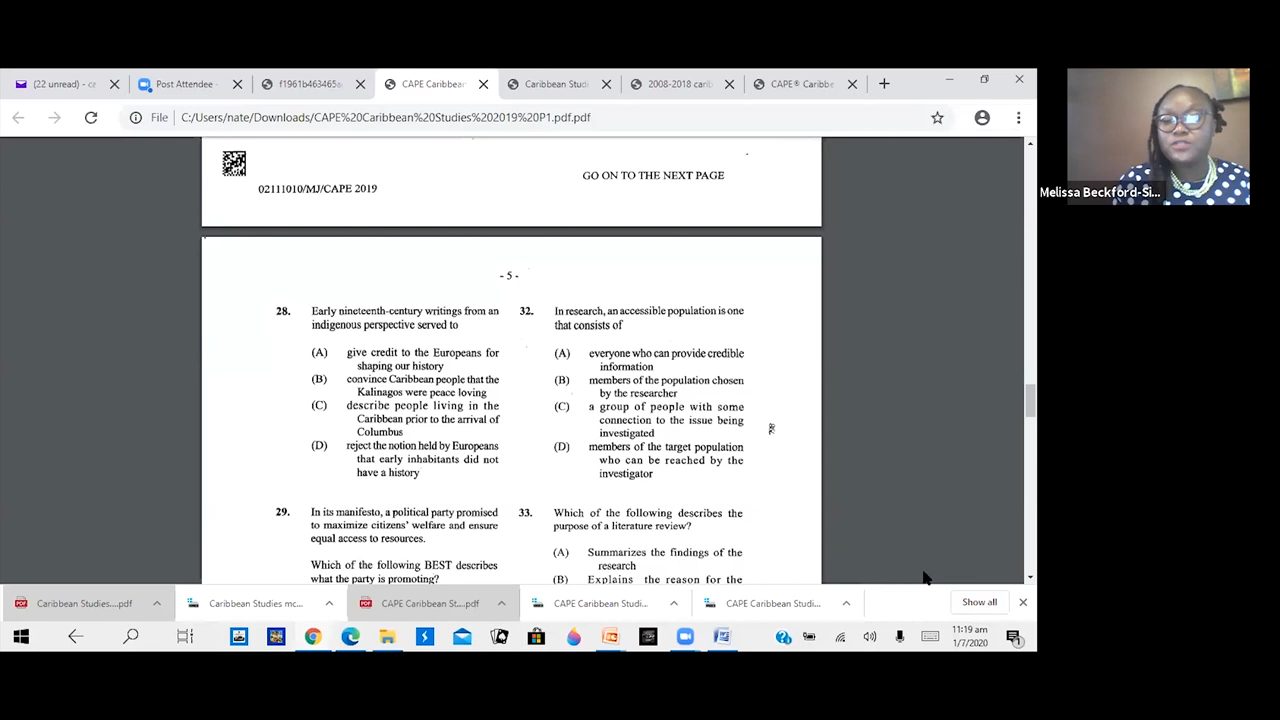 (22 unread) - ca
Post Attendee -
f1961b463465a
CAPE Caribbean
Caribbean Studi
2008-2018 carib
CAPE® Caribbe
File
C:/Users/nate/Downloads/CAPE%20Caribbean%20Studies%202019%20P1.pdf.pdf
02111010/MJ/CAPE 2019
GO ON TO THE NEXT PAGE
- 5 -
28. Early nineteenth-century writings from an
indigenous perspective served to
(A) give credit to the Europeans for
shaping our history
(B) convince Caribbean people that the
Kalinagos were peace loving
(C) describe people living in the
Caribbean prior to the arrival of
Columbus
(D) reject the notion held by Europeans
that early inhabitants did not
have a history
29. In its manifesto, a political party promised
to maximize citizens' welfare and ensure
equal access to resources.
Which of the following BEST describes
what the party is promoting?
32. In research, an accessible population is one
that consists of
(A) everyone who can provide credible
information
(B) members of the population chosen
by the researcher
(C) a group of people with some
connection to the issue being
investigated
(D) members of the target population
who can be reached by the
investigator
33. Which of the following describes the
purpose of a literature review?
(A) Summarizes the findings of the
research
(B) Explains the reason for the
Melissa Beckford-Si...
Caribbean Studies....pdf
Caribbean Studies mc...
CAPE Caribbean St....pdf
CAPE Caribbean Studi...
CAPE Caribbean Studi...
Show all
11:19 am
1/7/2020